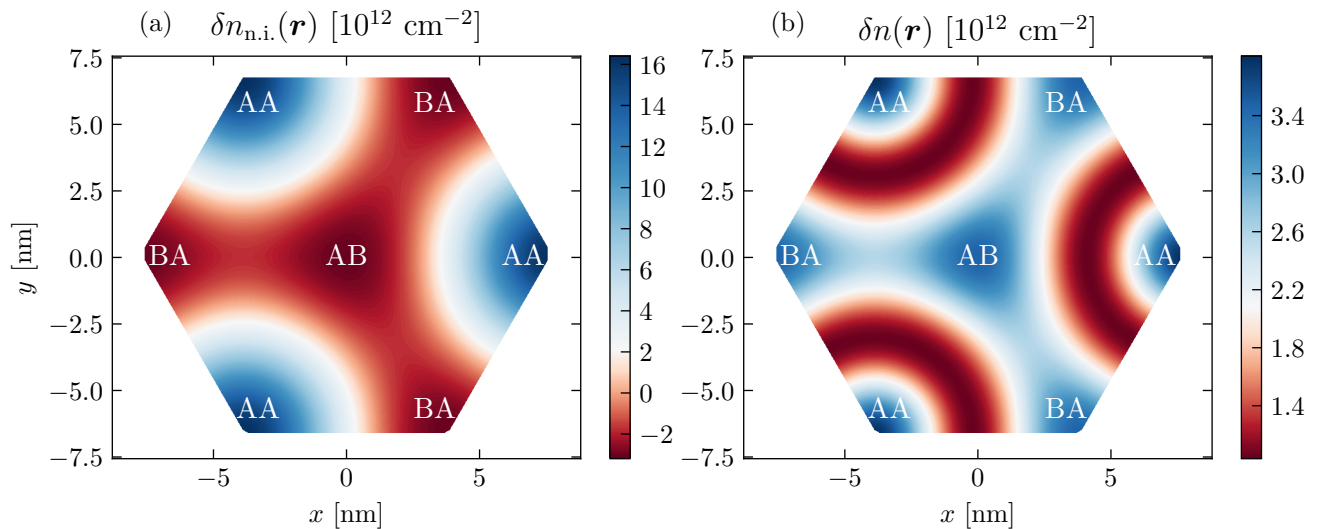 (a) δn_n.i.(r) [10^12 cm^−2]
7.5
5.0
2.5
0.0
−2.5
−5.0
−7.5
y [nm]
AA
BA
BA
AB
AA
AA
BA
−5
0
5
x [nm]
16
14
12
10
8
6
4
2
0
−2
(b) δn(r) [10^12 cm^−2]
7.5
5.0
2.5
0.0
−2.5
−5.0
−7.5
AA
BA
BA
AB
AA
AA
BA
−5
0
5
x [nm]
3.4
3.0
2.6
2.2
1.8
1.4